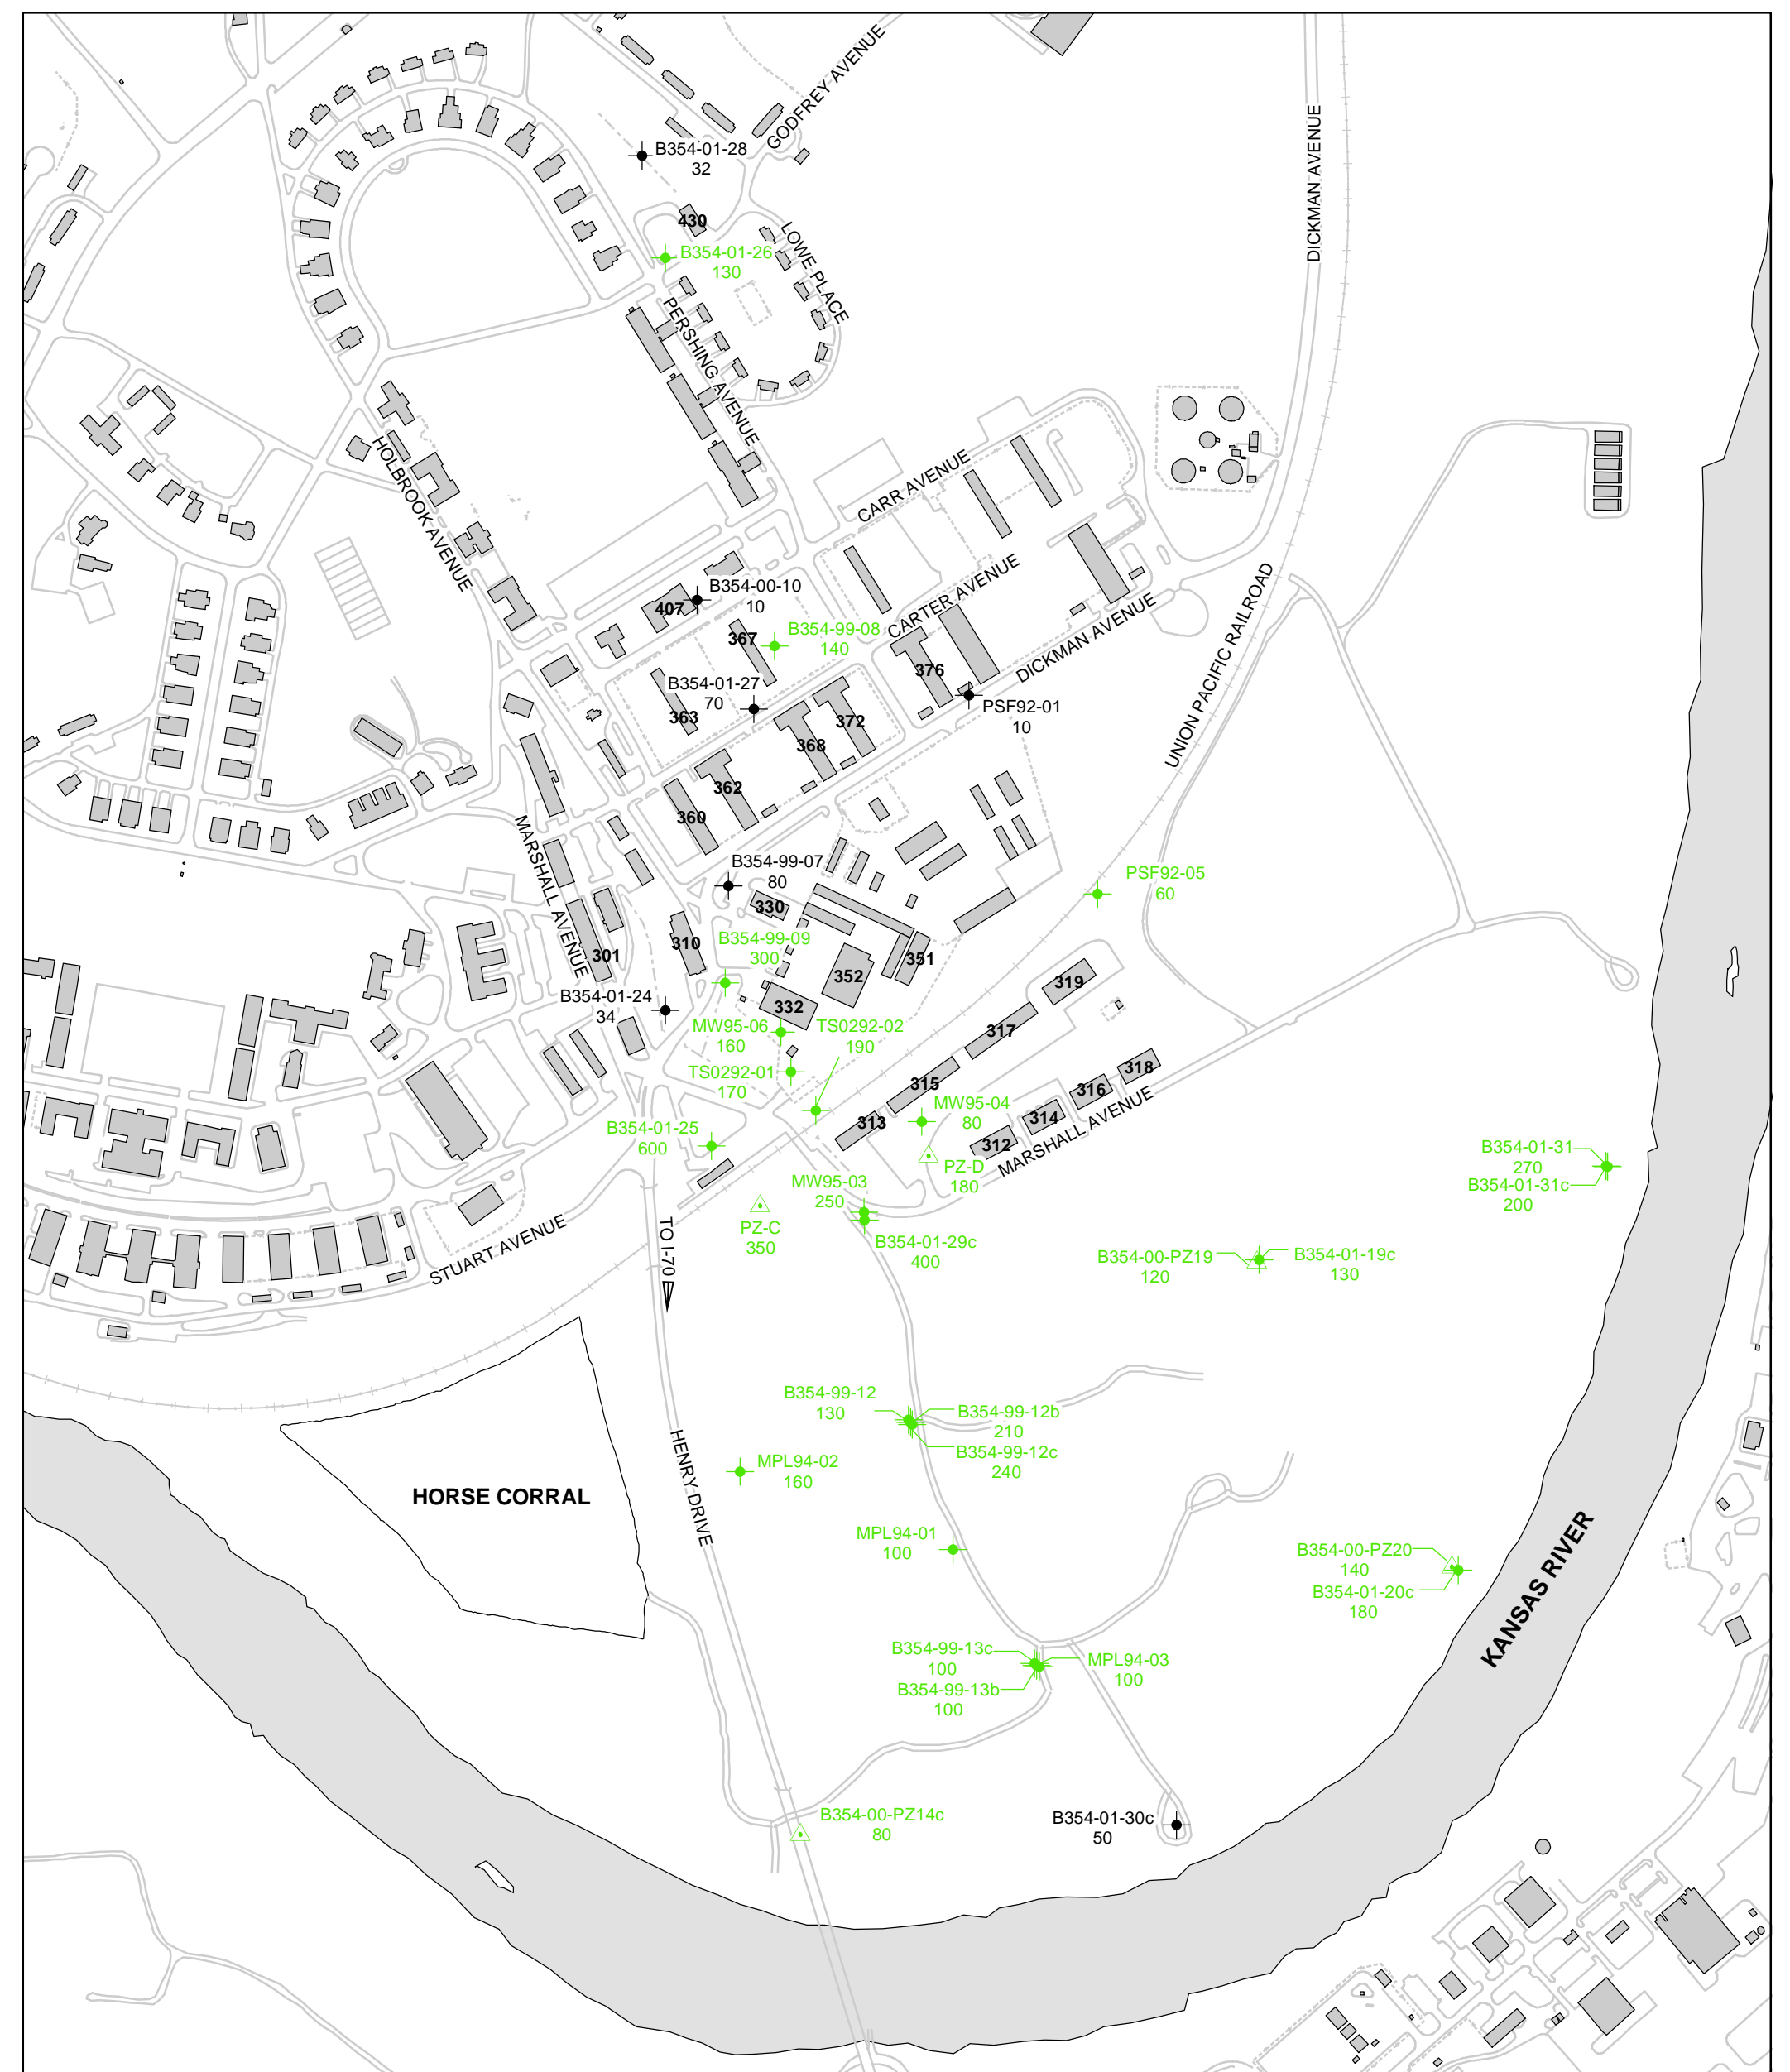 GODFREY AVENUE
DICKMAN AVENUE
B354-01-28
32
430
LOWE PLACE
B354-01-26
130
PERSHING AVENUE
HOLBROOK AVENUE
CARR AVENUE
B354-00-10
10
407
CARTER AVENUE
UNION PACIFIC RAILROAD
367
B354-99-08
140
DICKMAN AVENUE
376
B354-01-27
70
363
PSF92-01
10
372
368
362
360
MARSHALL AVENUE
B354-99-07
80
PSF92-05
60
330
B354-99-09
300
310
301
351
352
319
B354-01-24
34
332
317
MW95-06
160
TS0292-02
190
TS0292-01
170
318
316
315
MW95-04
80
314
313
312
MARSHALL AVENUE
B354-01-25
600
PZ-D
180
B354-01-31
270
B354-01-31c
200
MW95-03
250
PZ-C
350
B354-01-29c
400
STUART AVENUE
TO I-70
B354-00-PZ19
120
B354-01-19c
130
B354-99-12
130
B354-99-12b
210
B354-99-12c
240
HENRY DRIVE
MPL94-02
160
HORSE CORRAL
MPL94-01
100
B354-00-PZ20
140
B354-01-20c
180
KANSAS RIVER
B354-99-13c
100
B354-99-13b
100
MPL94-03
100
B354-00-PZ14c
80
B354-01-30c
50